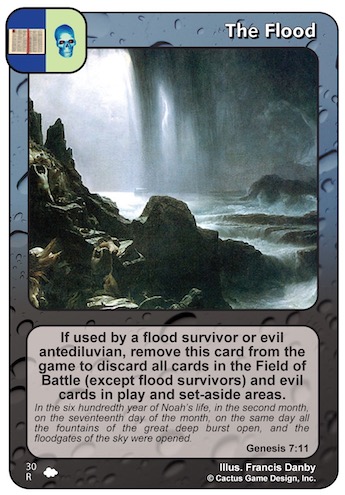 The Flood
If used by a flood survivor or evil
antediluvian, remove this card from the
game to discard all cards in the Field of
Battle (except flood survivors) and evil
cards in play and set-aside areas.
In the six hundredth year of Noah's life, in the second month,
on the seventeenth day of the month, on the same day all
the fountains of the great deep burst open, and the
floodgates of the sky were opened.
Genesis 7:11
30
R
Illus. Francis Danby
© Cactus Game Design, Inc.